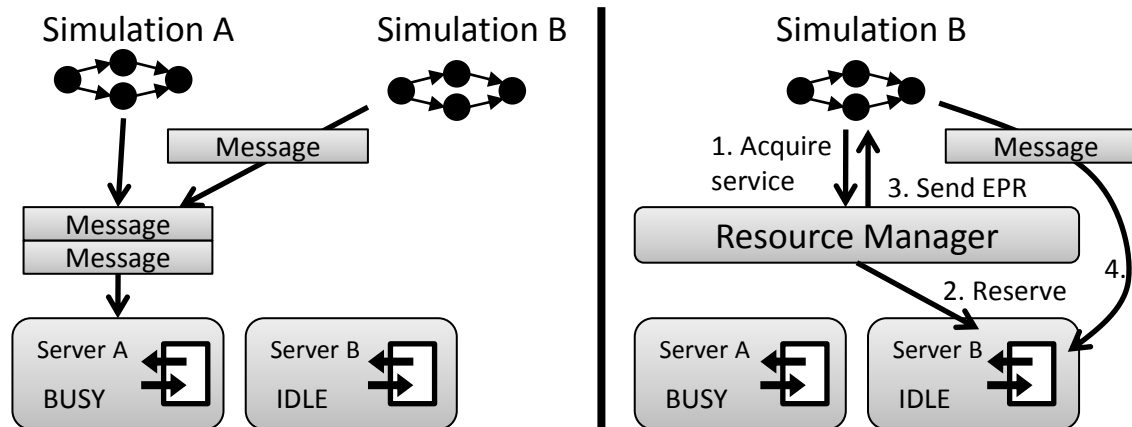 Simulation A
Simulation B
Message
Message
Message
Server A
BUSY
Server B
IDLE
Simulation B
1. Acquire
service
Message
3. Send EPR
Resource Manager
4.
2. Reserve
Server A
BUSY
Server B
IDLE